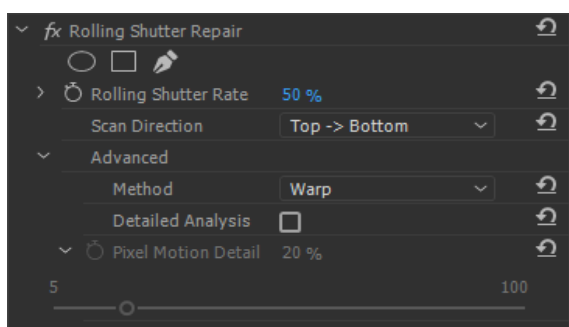 fx Rolling Shutter Repair
Rolling Shutter Rate 50 %
Scan Direction Top -> Bottom
Advanced
Method Warp
Detailed Analysis
Pixel Motion Detail 20 %
5 100